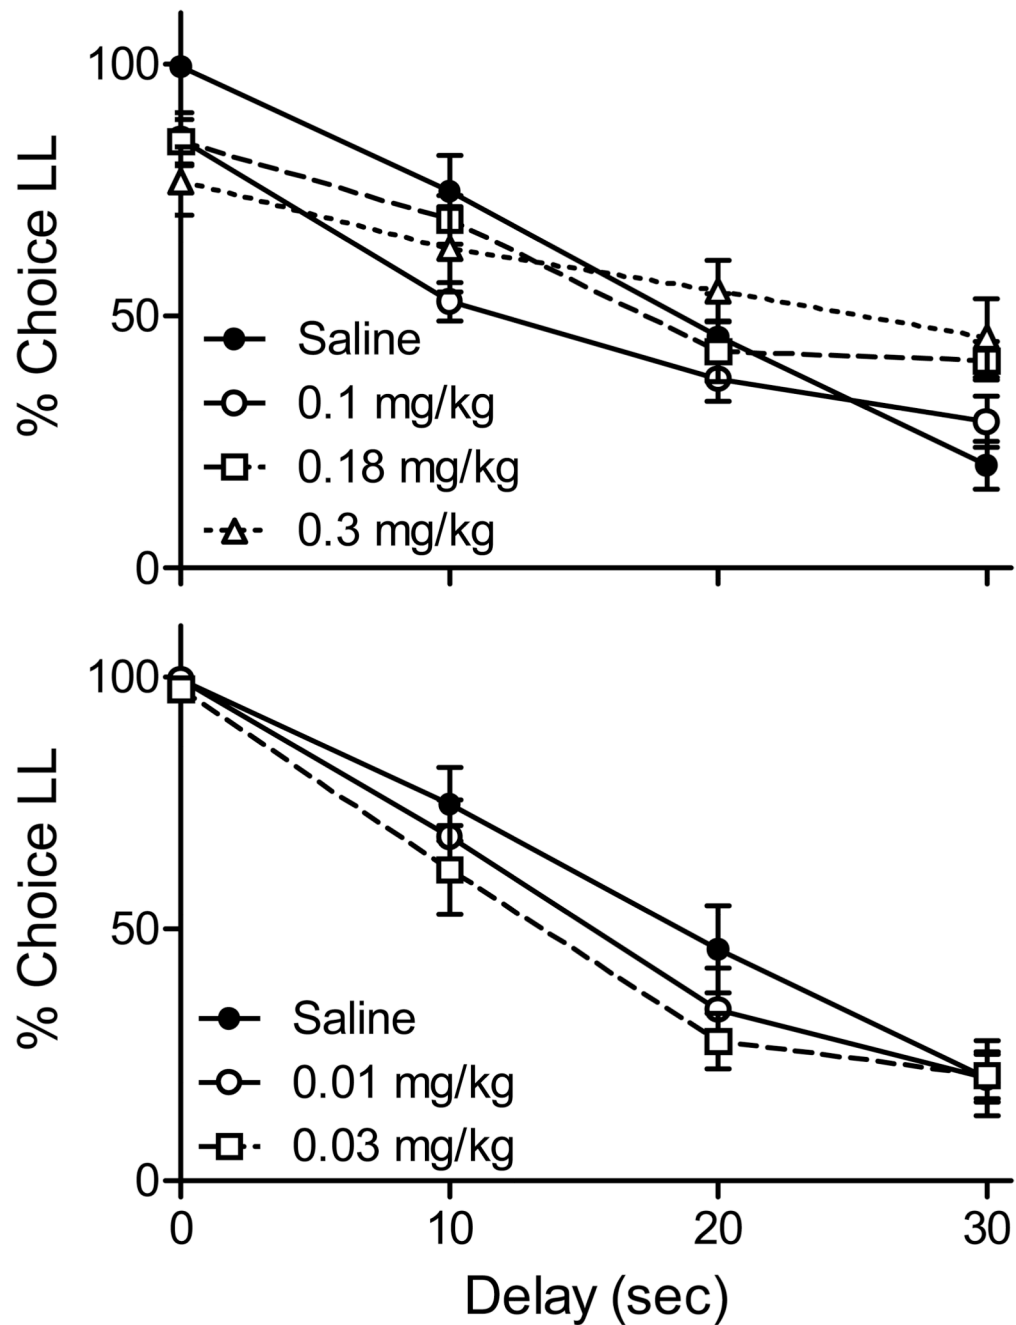 100
50
0
% Choice LL
Saline
0.1 mg/kg
0.18 mg/kg
0.3 mg/kg
100
50
0
% Choice LL
Saline
0.01 mg/kg
0.03 mg/kg
0 10 20 30
Delay (sec)